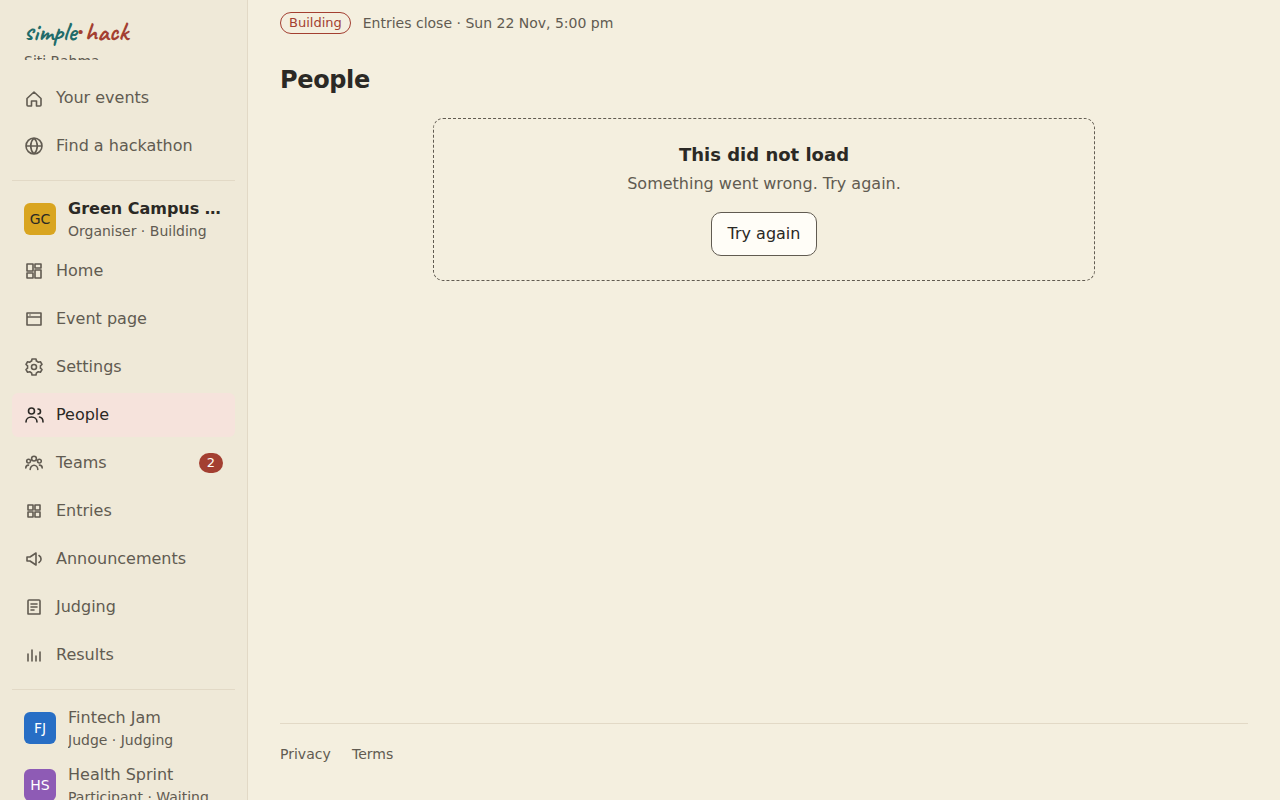 simple·hack
Siti Rahma
Your events
Find a hackathon
GC
Green Campus …
Organiser · Building
Home
Event page
Settings
People
Teams
2
Entries
Announcements
Judging
Results
FJ
Fintech Jam
Judge · Judging
HS
Health Sprint
Participant · Waiting
Building
Entries close · Sun 22 Nov, 5:00 pm
People
This did not load
Something went wrong. Try again.
Try again
Privacy
Terms